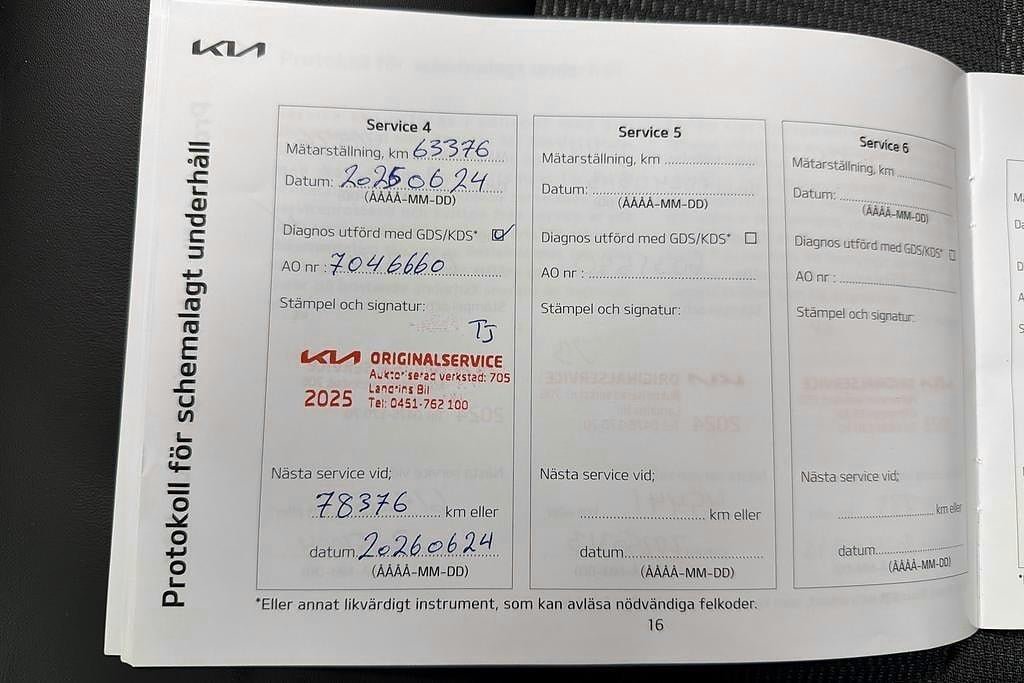 KIA
Protokoll för schemalagt underhåll
Service 4
Mätarställning, km 63376
Datum: 20250624
(ÅÅÅÅ-MM-DD)
Diagnos utförd med GDS/KDS*
AO nr : 7046660
Stämpel och signatur:
TJ
KIA ORIGINALSERVICE
Auktoriserad verkstad: 705
Landrins Bil
2025 Tel: 0451-762 100
Nästa service vid;
78376 km eller
datum 20260624
(ÅÅÅÅ-MM-DD)
Service 5
Mätarställning, km
Datum:
(ÅÅÅÅ-MM-DD)
Diagnos utförd med GDS/KDS*
AO nr :
Stämpel och signatur:
Nästa service vid;
km eller
datum
(ÅÅÅÅ-MM-DD)
Service 6
Mätarställning, km
Datum:
(ÅÅÅÅ-MM-DD)
Diagnos utförd med GDS/KDS*
AO nr :
Stämpel och signatur:
Nästa service vid;
km eller
datum
(ÅÅÅÅ-MM-DD)
*Eller annat likvärdigt instrument, som kan avläsa nödvändiga felkoder.
16